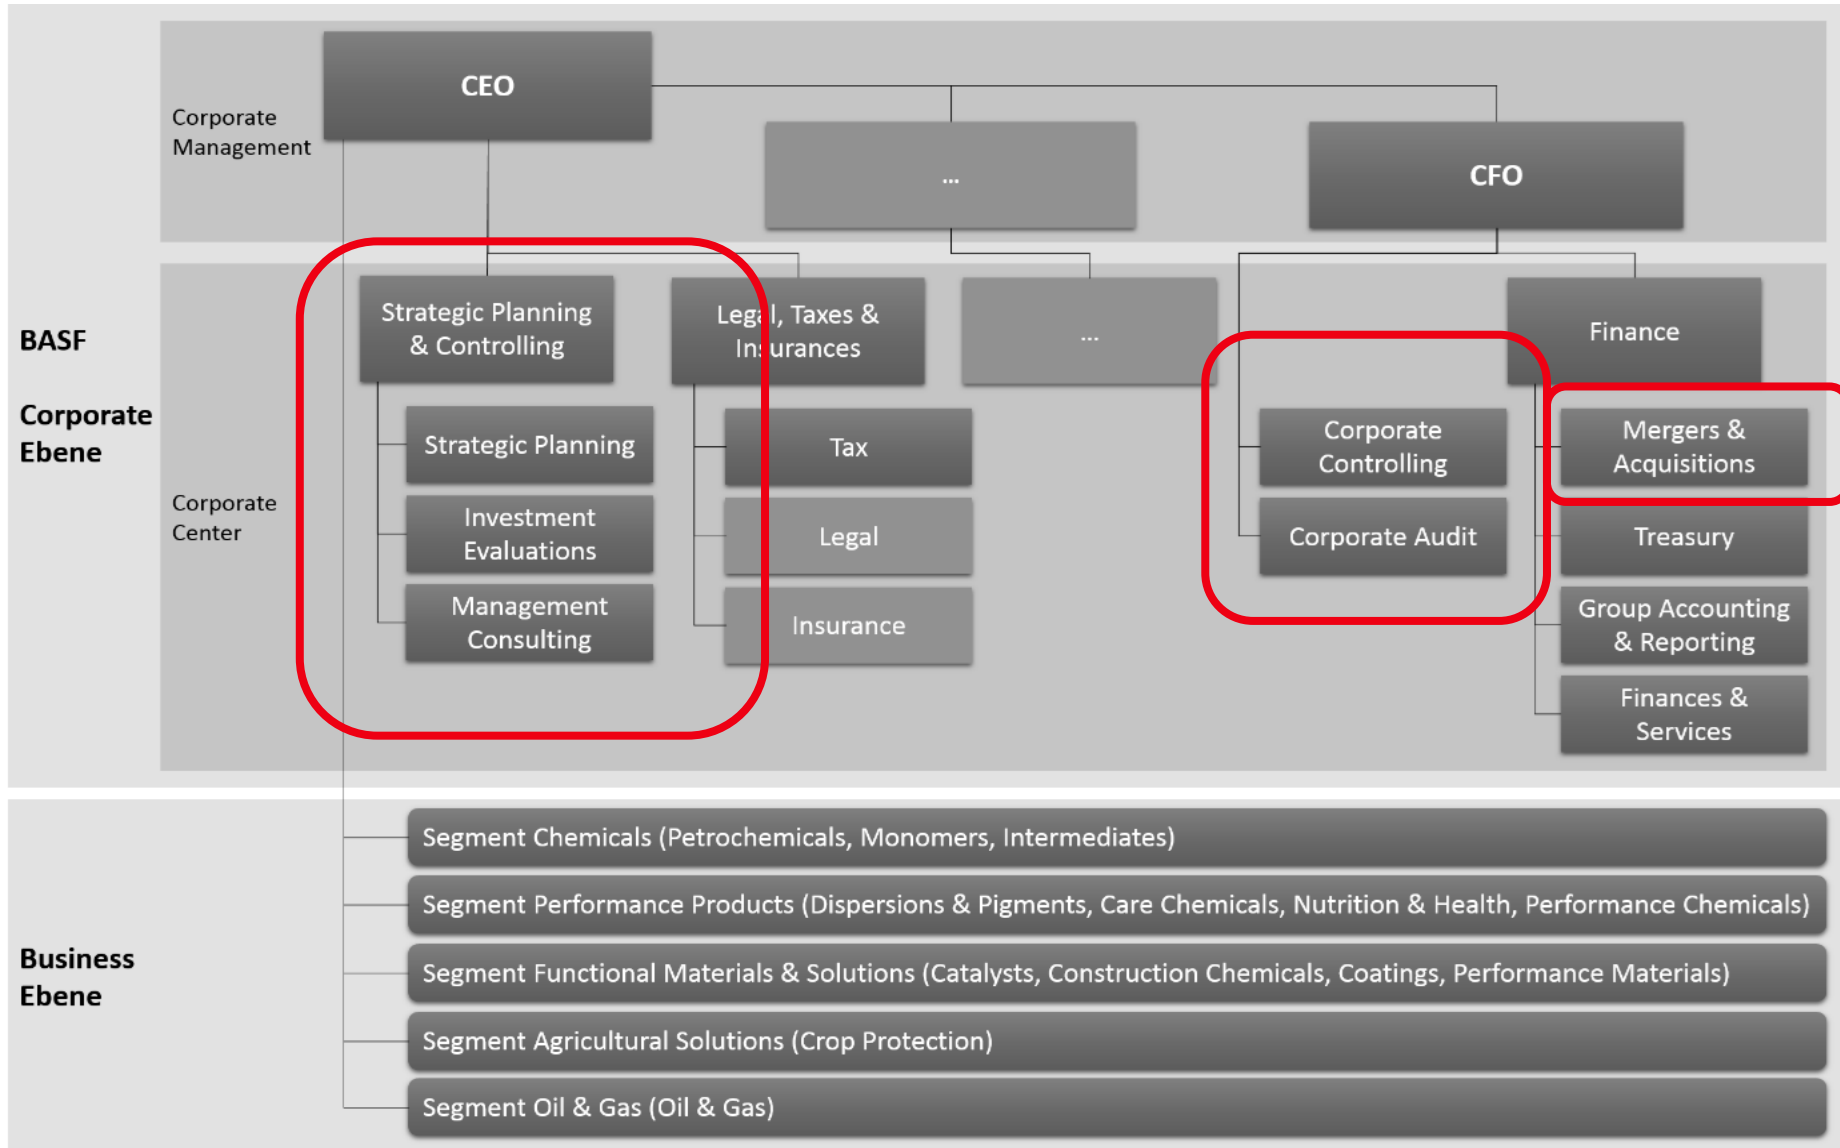 CEO
Corporate
Management
...
CFO
BASF
Corporate
Ebene
Corporate
Center
Strategic Planning
& Controlling
Strategic Planning
Investment
Evaluations
Management
Consulting
Legal, Taxes &
Insurances
Tax
Legal
Insurance
...
Corporate
Controlling
Corporate Audit
Finance
Mergers &
Acquisitions
Treasury
Group Accounting
& Reporting
Finances &
Services
Business
Ebene
Segment Chemicals (Petrochemicals, Monomers, Intermediates)
Segment Performance Products (Dispersions & Pigments, Care Chemicals, Nutrition & Health, Performance Chemicals)
Segment Functional Materials & Solutions (Catalysts, Construction Chemicals, Coatings, Performance Materials)
Segment Agricultural Solutions (Crop Protection)
Segment Oil & Gas (Oil & Gas)